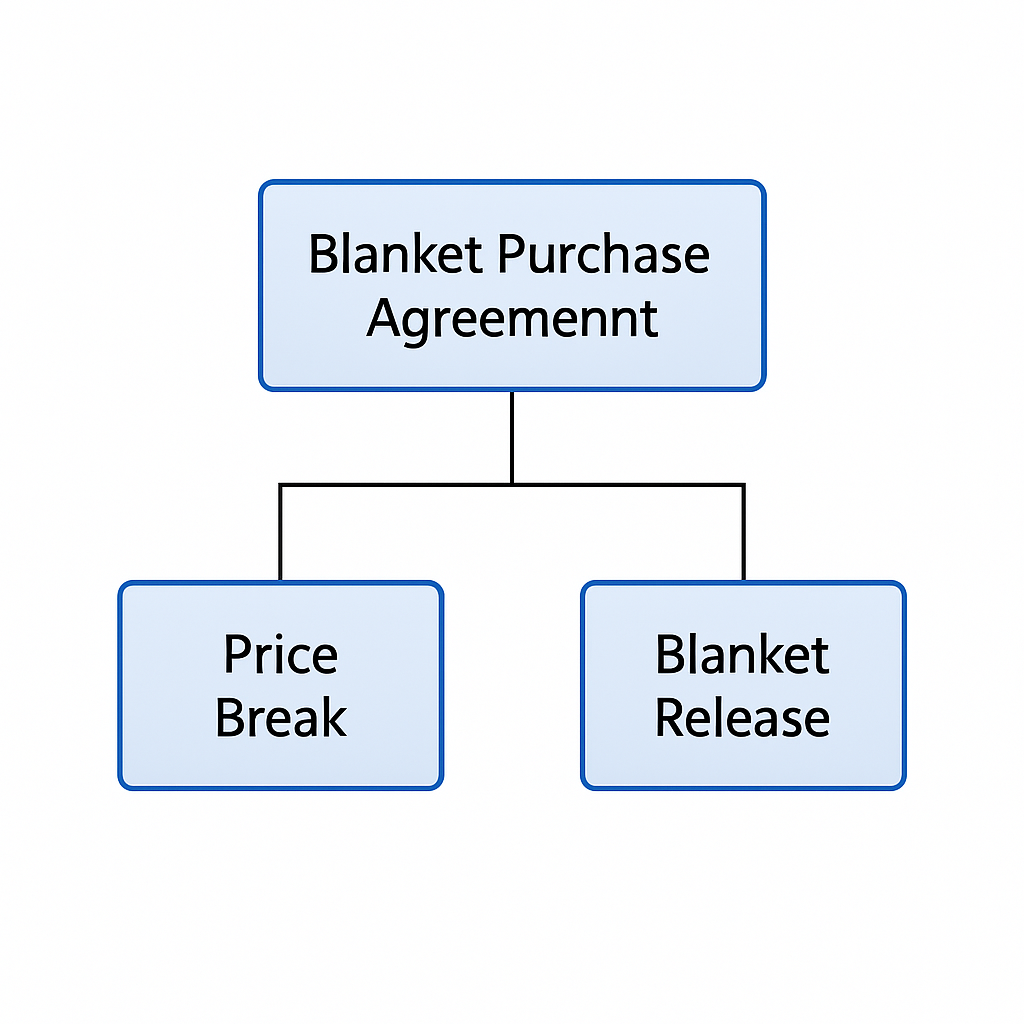 Blanket Purchase
Agreemennt
Price
Break
Blanket
Release